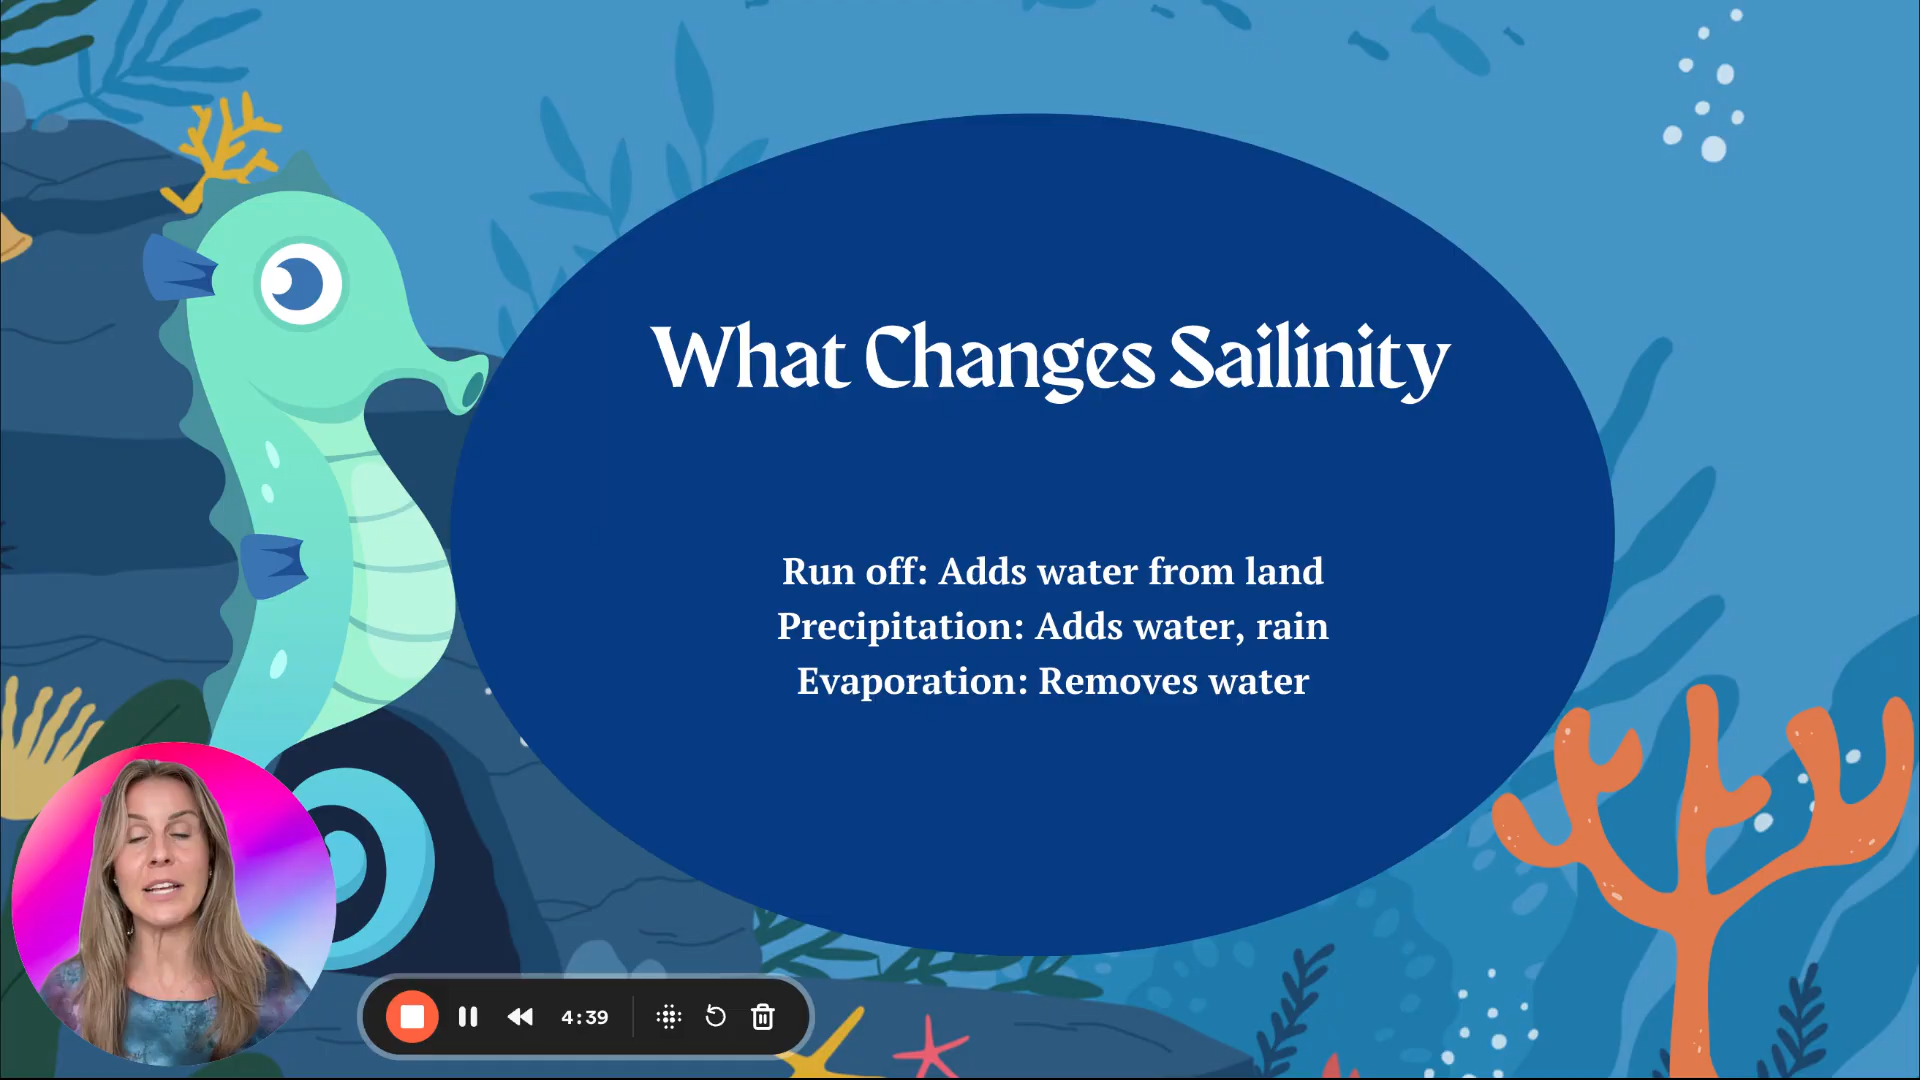 What Changes Sailinity
Run off: Adds water from land
Precipitation: Adds water, rain
Evaporation: Removes water
4:39